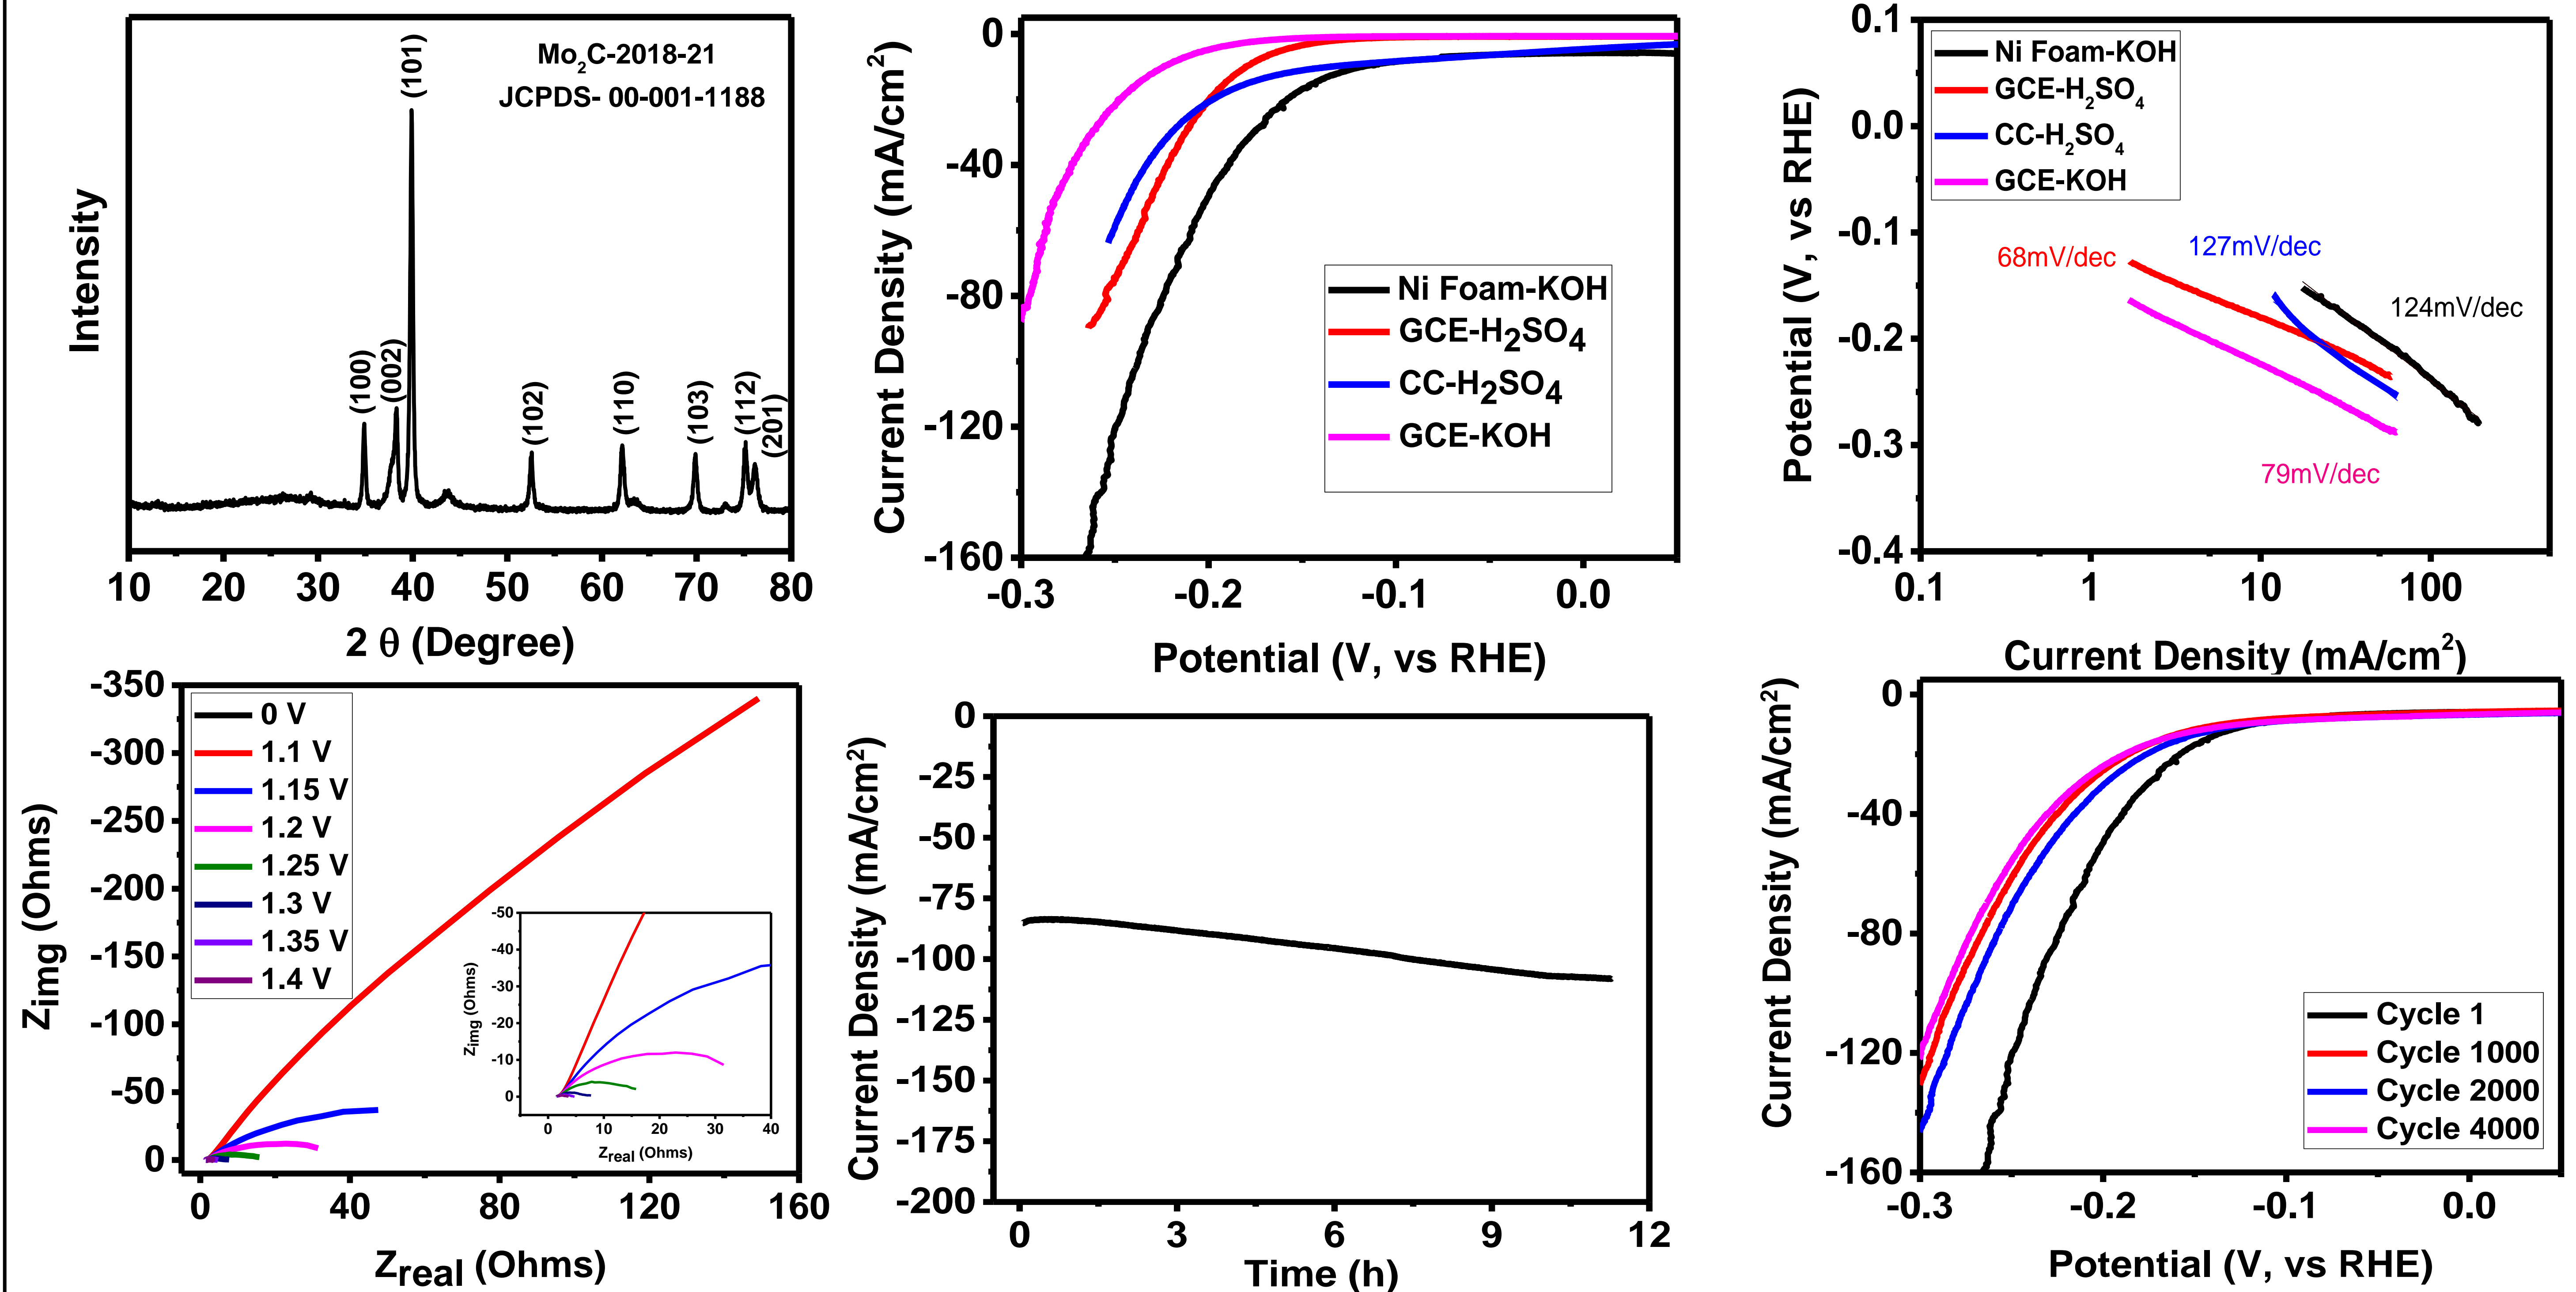 Mo2C-2018-21
JCPDS- 00-001-1188
(100)
(002)
(101)
(102)
(110)
(103)
(112)
(201)
Intensity
10 20 30 40 50 60 70 80
2 θ (Degree)
0
-40
-80
-120
-160
Current Density (mA/cm2)
Ni Foam-KOH
GCE-H2SO4
CC-H2SO4
GCE-KOH
-0.3 -0.2 -0.1 0.0
Potential (V, vs RHE)
0.1
0.0
-0.1
-0.2
-0.3
-0.4
Potential (V, vs RHE)
Ni Foam-KOH
GCE-H2SO4
CC-H2SO4
GCE-KOH
68mV/dec
127mV/dec
124mV/dec
79mV/dec
0.1 1 10 100
Current Density (mA/cm2)
-350
-300
-250
-200
-150
-100
-50
0
Zimg (Ohms)
0 V
1.1 V
1.15 V
1.2 V
1.25 V
1.3 V
1.35 V
1.4 V
-50
-40
-30
-20
-10
0
Zimg (Ohms)
0 10 20 30 40
Zreal (Ohms)
0 40 80 120 160
Zreal (Ohms)
0
-25
-50
-75
-100
-125
-150
-175
-200
Current Density (mA/cm2)
0 3 6 9 12
Time (h)
0
-40
-80
-120
-160
Current Density (mA/cm2)
Cycle 1
Cycle 1000
Cycle 2000
Cycle 4000
-0.3 -0.2 -0.1 0.0
Potential (V, vs RHE)